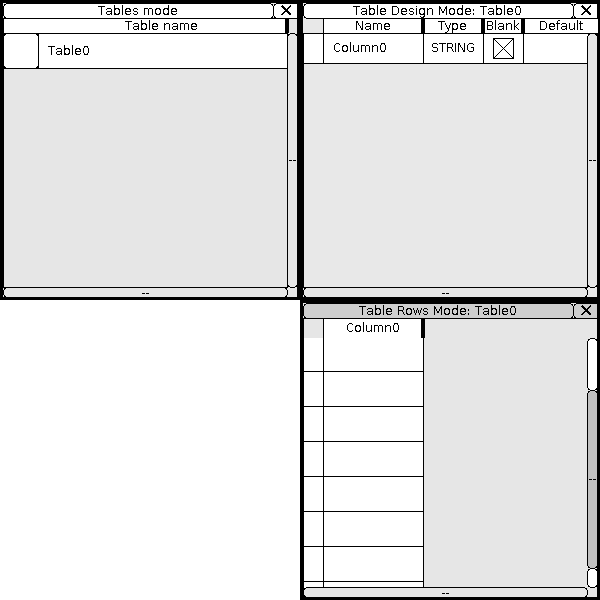 Tables mode
Table name
Table0
--
--
Table Design Mode: Table0
Name Type Blank Default
Column0 STRING
--
--
Table Rows Mode: Table0
Column0
--
--